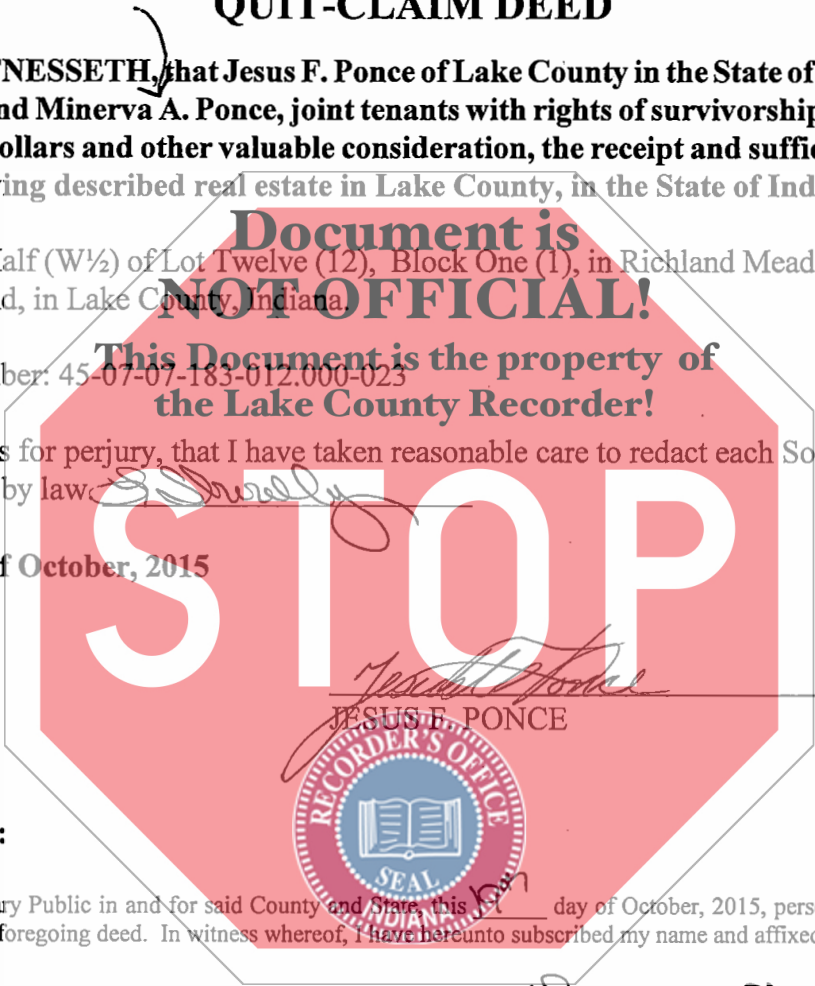 QUIT-CLAIM DEED
NESSETH, that Jesus F. Ponce of Lake County in the State of
nd Minerva A. Ponce, joint tenants with rights of survivorship
ollars and other valuable consideration, the receipt and suffic
ing described real estate in Lake County, in the State of Ind
Document is
alf (W½) of Lot Twelve (12), Block One (1), in Richland Mead
d, in Lake County, Indiana.
NOT OFFICIAL!
This Document is the property of
ber: 45-07-07-183-012.000-023
the Lake County Recorder!
s for perjury, that I have taken reasonable care to redact each So
by law.
STOP
f October, 2015
JESUS F. PONCE
RECORDER'S OFFICE
SEAL
INDIANA
:
ry Public in and for said County and State, this day of October, 2015, perso
foregoing deed. In witness whereof, I have hereunto subscribed my name and affixed